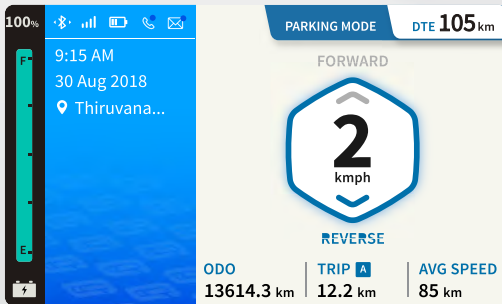 100%
PARKING MODE
DTE 105 km
9:15 AM
30 Aug 2018
Thiruvana...
F
E
FORWARD
2
kmph
REVERSE
ODO
13614.3 km
TRIP A
12.2 km
AVG SPEED
85 km